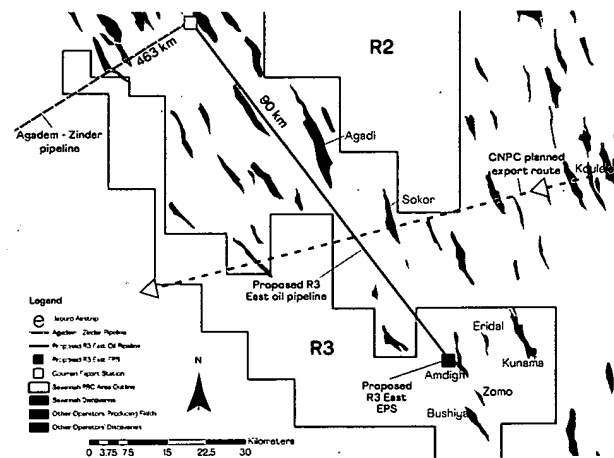 R2
463 km
90 km
Agadem - Zinder
pipeline
Agadi
CNPC planned
export route
Sokor
Proposed R3
East oil pipeline
R3
Eridal
Kunama
Amdigh
Proposed
R3 East
EPS
Zomo
Bushiya
Legend
Agadem - Zinder Pipeline
Proposed R3 East Oil Pipeline
Proposed R3 East EPS
Goumeri Export Station
Savannah PSC Area Outline
Savannah Discoveries
Other Operators Producing Fields
Other Operators' Discoveries
N
Kilometers
0 3.75 7.5 15 22.5 30